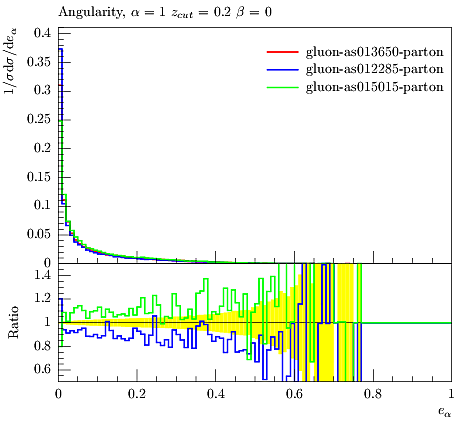 Angularity, α = 1 z_cut = 0.2 β = 0
1/σ dσ/de_α
0.4
0.35
0.3
0.25
0.2
0.15
0.1
0.05
0
gluon-as013650-parton
gluon-as012285-parton
gluon-as015015-parton
Ratio
1.4
1.2
1
0.8
0.6
0 0.2 0.4 0.6 0.8 1
e_α